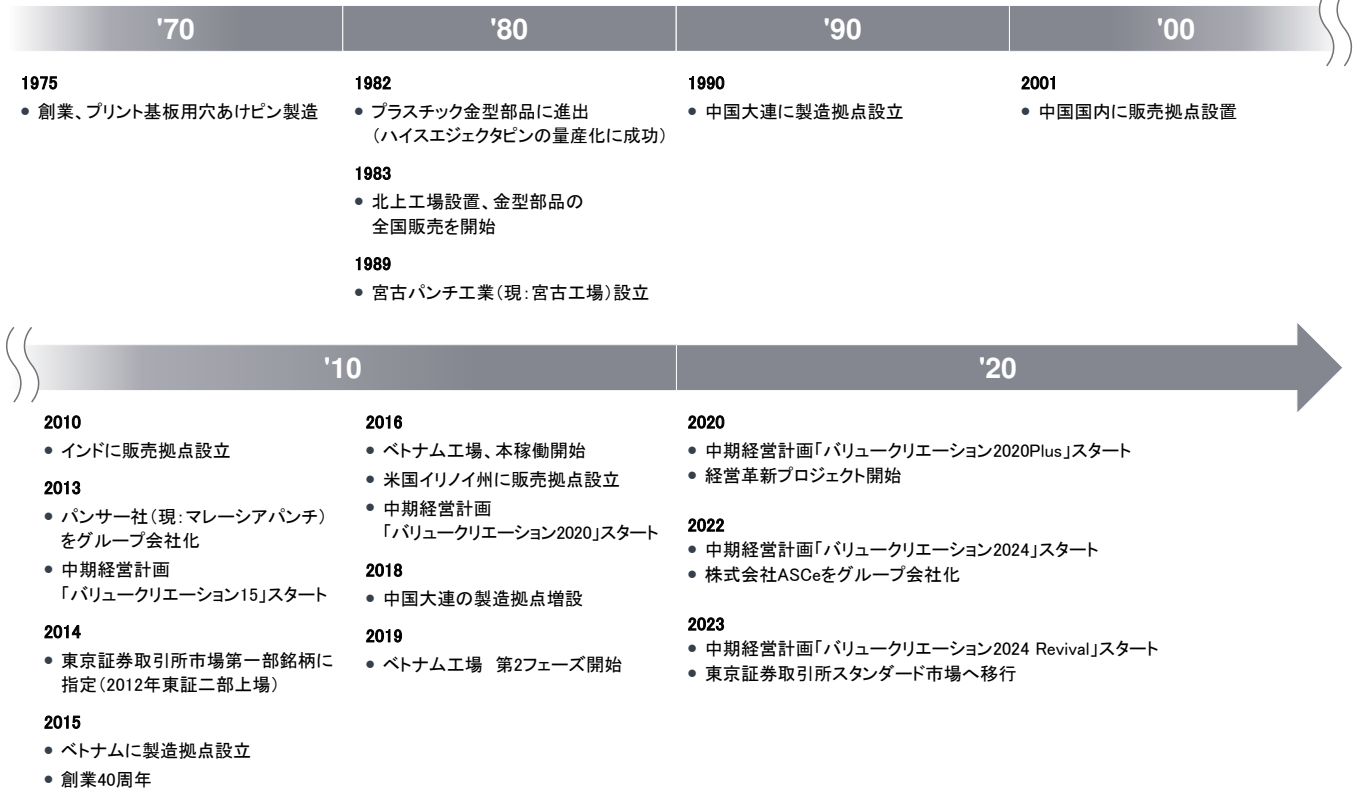 '70
'80
'90
'00
1975
● 創業、プリント基板用穴あけピン製造
1982
● プラスチック金型部品に進出
（ハイスエジェクタピンの量産化に成功）
1983
● 北上工場設置、金型部品の
全国販売を開始
1989
● 宮古パンチ工業（現：宮古工場）設立
1990
● 中国大連に製造拠点設立
2001
● 中国国内に販売拠点設置
'10
'20
2010
● インドに販売拠点設立
2013
● パンサー社（現：マレーシアパンチ）
をグループ会社化
● 中期経営計画
「バリュークリエーション15」スタート
2014
● 東京証券取引所市場第一部銘柄に
指定（2012年東証二部上場）
2015
● ベトナムに製造拠点設立
● 創業40周年
2016
● ベトナム工場、本稼働開始
● 米国イリノイ州に販売拠点設立
● 中期経営計画
「バリュークリエーション2020」スタート
2018
● 中国大連の製造拠点増設
2019
● ベトナム工場　第2フェーズ開始
2020
● 中期経営計画「バリュークリエーション2020Plus」スタート
● 経営革新プロジェクト開始
2022
● 中期経営計画「バリュークリエーション2024」スタート
● 株式会社ASCeをグループ会社化
2023
● 中期経営計画「バリュークリエーション2024 Revival」スタート
● 東京証券取引所スタンダード市場へ移行